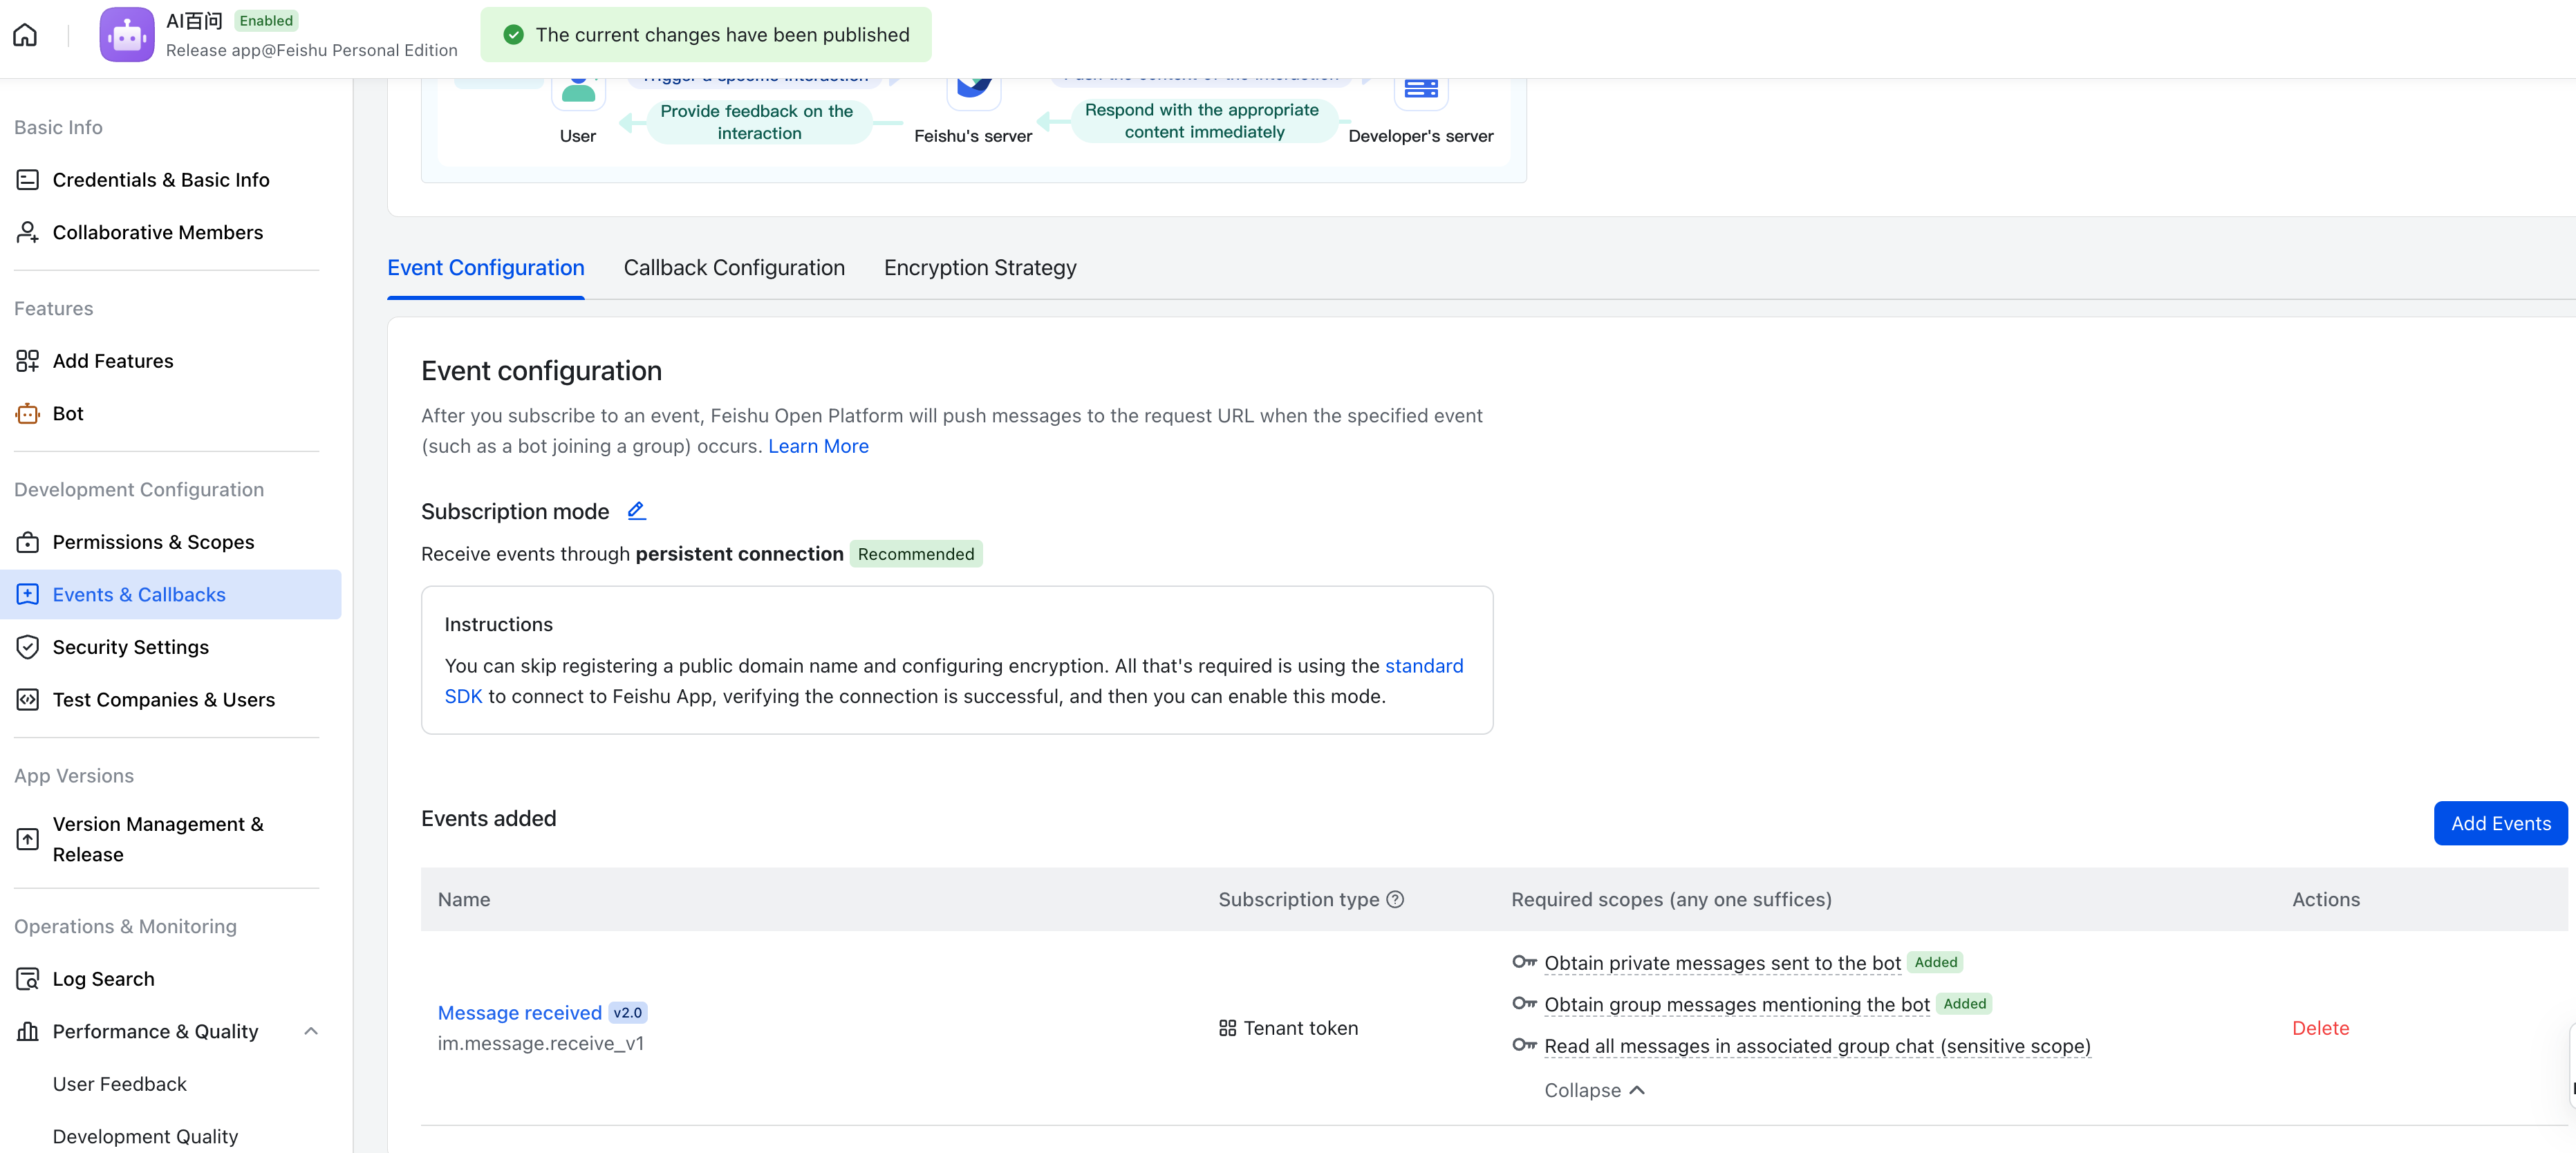 AI百问 Enabled
Release app@Feishu Personal Edition
The current changes have been published
Provide feedback on the
interaction
Respond with the appropriate
content immediately
User
Feishu's server
Developer's server
Basic Info
Credentials & Basic Info
Collaborative Members
Features
Add Features
Bot
Development Configuration
Permissions & Scopes
Events & Callbacks
Security Settings
Test Companies & Users
App Versions
Version Management &
Release
Operations & Monitoring
Log Search
Performance & Quality
User Feedback
Development Quality
Event Configuration Callback Configuration Encryption Strategy
Event configuration
After you subscribe to an event, Feishu Open Platform will push messages to the request URL when the specified event
(such as a bot joining a group) occurs. Learn More
Subscription mode
Receive events through persistent connection Recommended
Instructions
You can skip registering a public domain name and configuring encryption. All that's required is using the standard
SDK to connect to Feishu App, verifying the connection is successful, and then you can enable this mode.
Events added
Add Events
Name Subscription type Required scopes (any one suffices) Actions
Message received v2.0
im.message.receive_v1
Tenant token
Obtain private messages sent to the bot Added
Obtain group messages mentioning the bot Added
Read all messages in associated group chat (sensitive scope)
Collapse
Delete